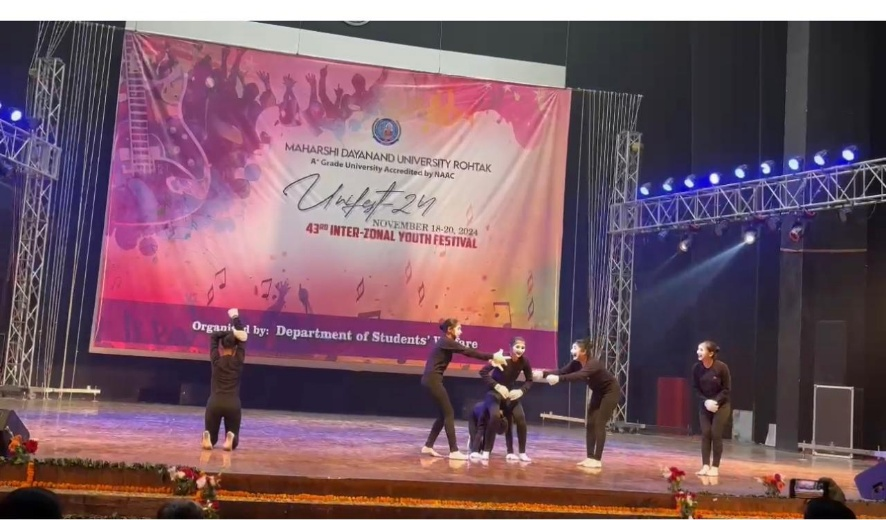 MAHARSHI DAYANAND UNIVERSITY ROHTAK
A+ Grade University Accredited by NAAC
Unifest-24
NOVEMBER 18-20, 2024
43RD INTER-ZONAL YOUTH FESTIVAL
Organised by: Department of Students'